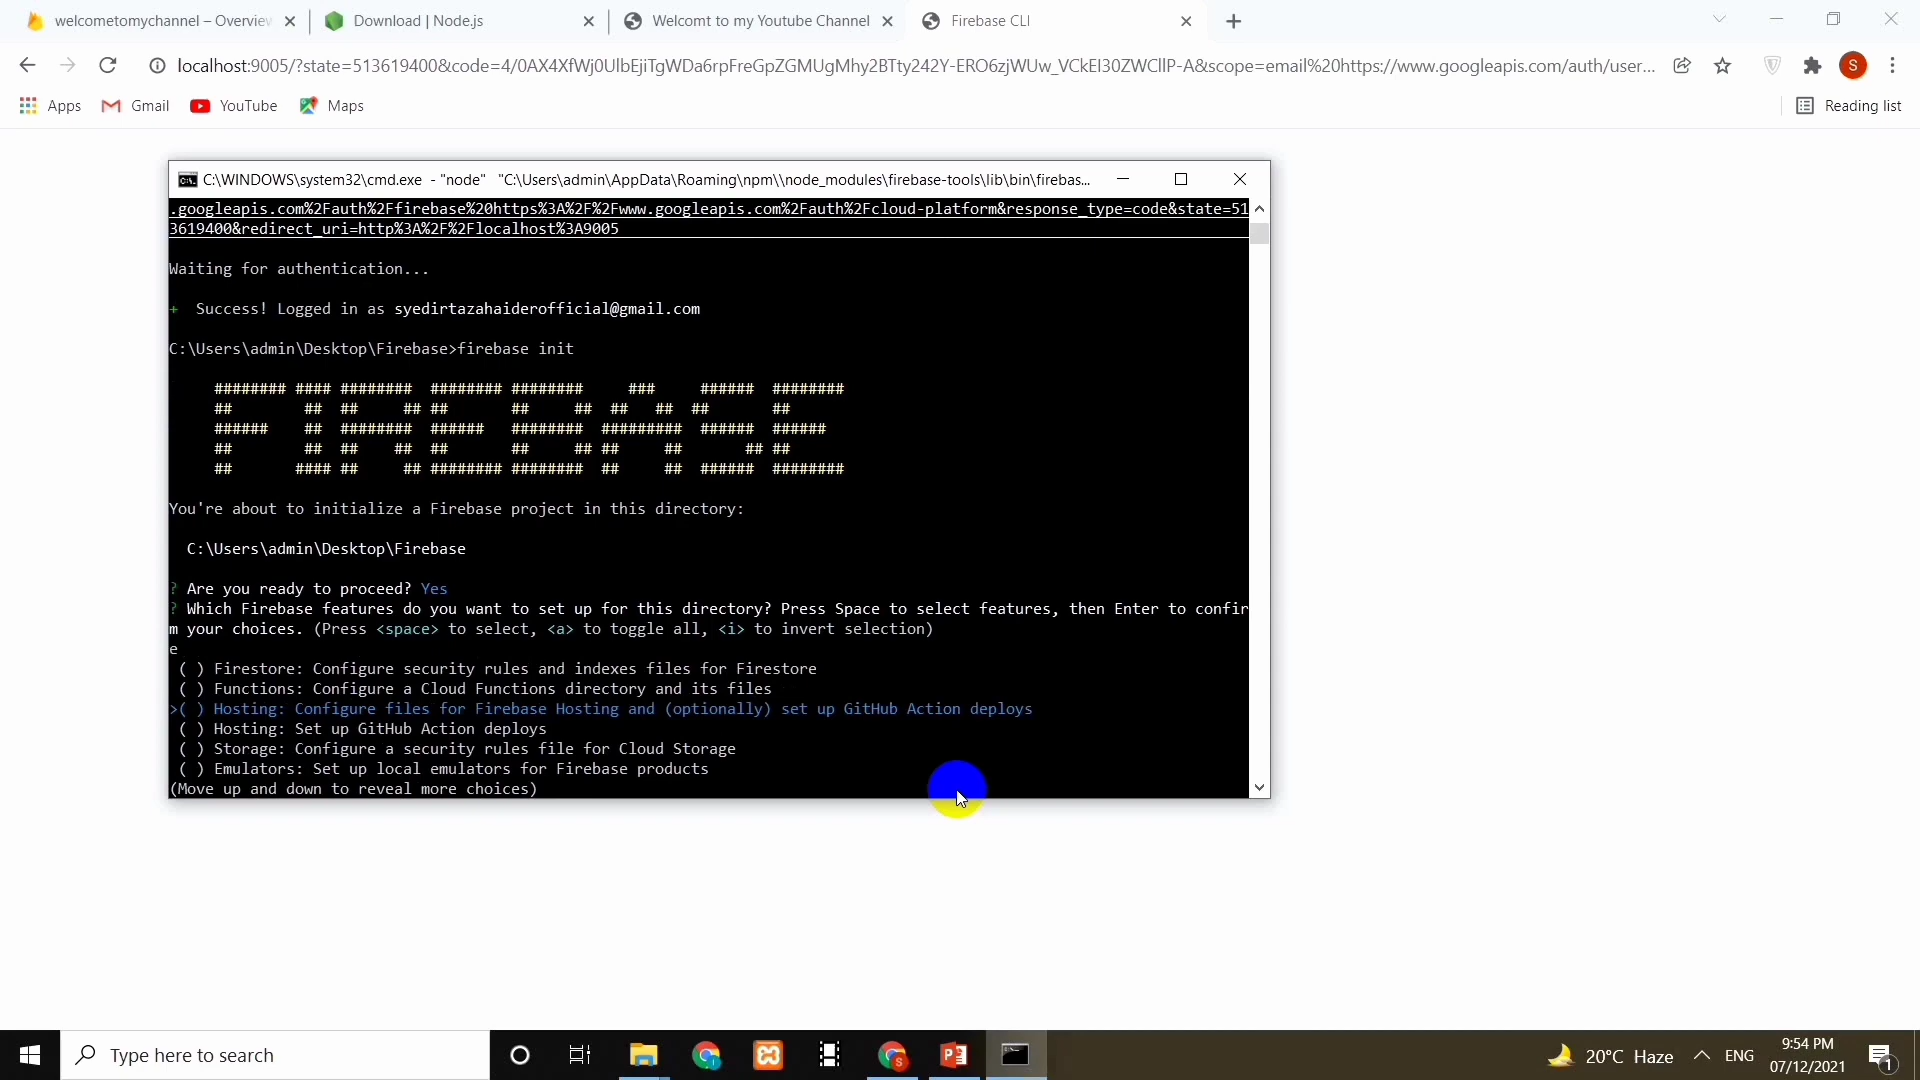 welcometomychannel – Overview
Download | Node.js
Welcomt to my Youtube Channel
Firebase CLI
localhost:9005/?state=513619400&code=4/0AX4XfWj0UlbEjiTgWDa6rpFreGpZGMUgMhy2BTty242Y-ERO6zjWUw_VCkEI30ZWCllP-A&scope=email%20https://www.googleapis.com/auth/user...
S
Apps
Gmail
YouTube
Maps
Reading list
C:\WINDOWS\system32\cmd.exe - "node" "C:\Users\admin\AppData\Roaming\npm\\node_modules\firebase-tools\lib\bin\firebas...
.googleapis.com%2Fauth%2Ffirebase%20https%3A%2F%2Fwww.googleapis.com%2Fauth%2Fcloud-platform&response_type=code&state=51
3619400&redirect_uri=http%3A%2F%2Flocalhost%3A9005
Waiting for authentication...
+ Success! Logged in as syedirtazahaiderofficial@gmail.com
C:\Users\admin\Desktop\Firebase>firebase init
FIREBASE
You're about to initialize a Firebase project in this directory:
C:\Users\admin\Desktop\Firebase
? Are you ready to proceed? Yes
? Which Firebase features do you want to set up for this directory? Press Space to select features, then Enter to confir
m your choices. (Press <space> to select, <a> to toggle all, <i> to invert selection)
e
( ) Firestore: Configure security rules and indexes files for Firestore
( ) Functions: Configure a Cloud Functions directory and its files
>( ) Hosting: Configure files for Firebase Hosting and (optionally) set up GitHub Action deploys
( ) Hosting: Set up GitHub Action deploys
( ) Storage: Configure a security rules file for Cloud Storage
( ) Emulators: Set up local emulators for Firebase products
(Move up and down to reveal more choices)
Type here to search
20°C Haze
ENG
9:54 PM
07/12/2021
1